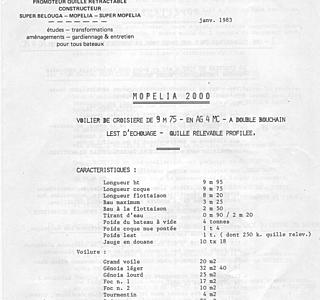 PROMOTEUR QUILLE RETRACTABLE
CONSTRUCTEUR
SUPER BELOUGA — MOPELIA — SUPER MOPELIA
études – transformations
aménagements – gardiennage & entretien
pour tous bateaux
janv. 1983
MOPELIA 2000
VOILIER DE CROISIERE DE 9 M 75 - EN AG 4 MC - A DOUBLE BOUCHAIN
LEST D'ECHOUAGE - QUILLE RELEVABLE PROFILEE.
CARACTERISTIQUES :
Longueur ht 9 m 95
Longueur coque 9 m 75
Longueur flottaison 8 m 20
Bau maximum 3 m 25
Bau à la flottaison 2 m 50
Tirant d'eau 0 m 90 / 2 m 20
Poids du bateau à vide 4 tonnes
Poids coque nue pontée 1 t 4
Poids lest 1 t. ( dont 250 k. quille relev.)
Jauge en douane 10 tx 18
Voilure :
Grand voile 20 m2
Génois léger 32 m2 40
Génois lourd 25 m2
Foc n. 1 17 m2
Foc n. 2 10 m2
Tourmentin 4 m2